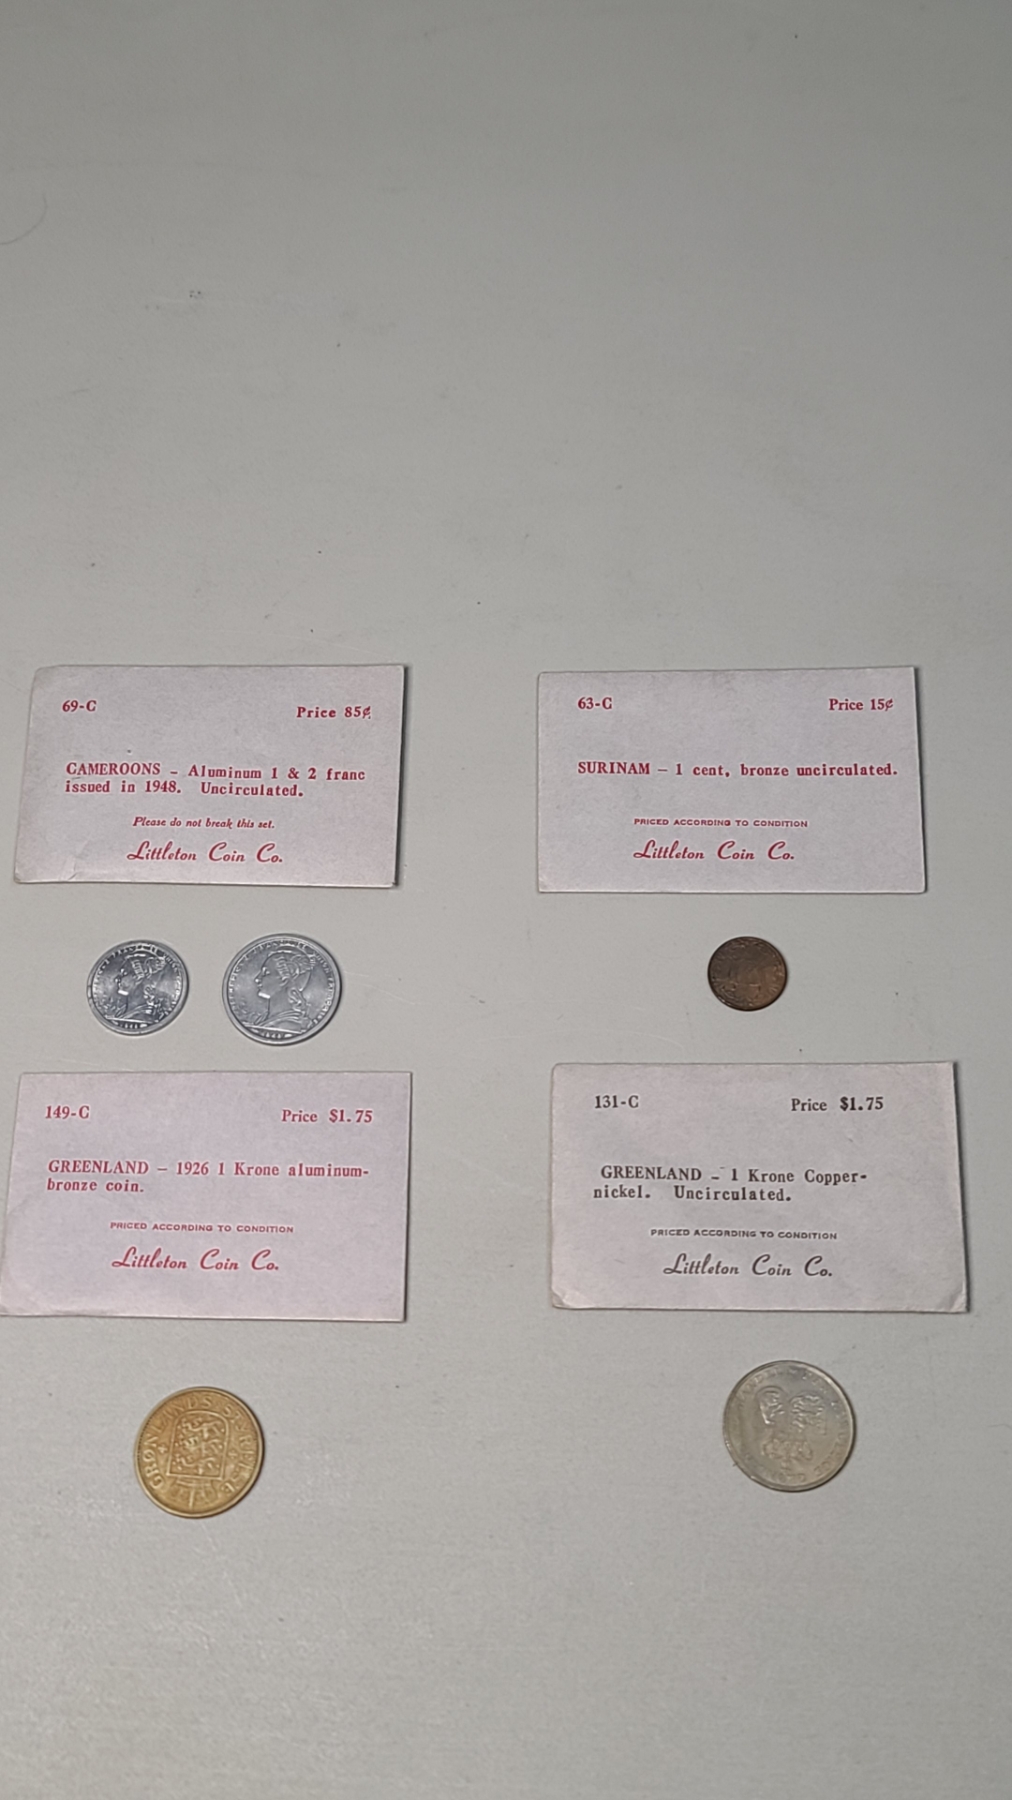 69-C
Price 85¢
CAMEROONS – Aluminum 1 & 2 franc
issued in 1948. Uncirculated.
Please do not break this set.
Littleton Coin Co.
63-C
Price 15¢
SURINAM – 1 cent, bronze uncirculated.
PRICED ACCORDING TO CONDITION
Littleton Coin Co.
149-C
Price $1.75
GREENLAND – 1926 1 Krone aluminum-
bronze coin.
PRICED ACCORDING TO CONDITION
Littleton Coin Co.
131-C
Price $1.75
GREENLAND – 1 Krone Copper-
nickel. Uncirculated.
PRICED ACCORDING TO CONDITION
Littleton Coin Co.
GRØNLANDS STYRELSE